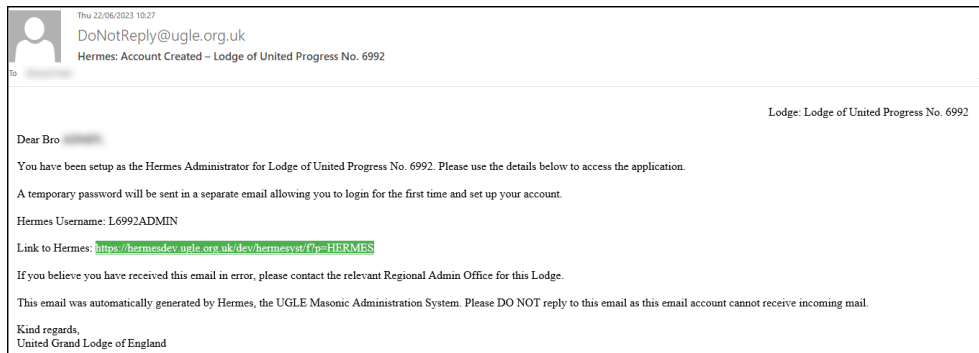 Thu 22/06/2023 10:27
DoNotReply@ugle.org.uk
Hermes: Account Created – Lodge of United Progress No. 6992
To
Lodge: Lodge of United Progress No. 6992
Dear Bro
You have been setup as the Hermes Administrator for Lodge of United Progress No. 6992. Please use the details below to access the application.
A temporary password will be sent in a separate email allowing you to login for the first time and set up your account.
Hermes Username: L6992ADMIN
Link to Hermes: https://hermesdev.ugle.org.uk/dev/hermesyst/f?p=HERMES
If you believe you have received this email in error, please contact the relevant Regional Admin Office for this Lodge.
This email was automatically generated by Hermes, the UGLE Masonic Administration System. Please DO NOT reply to this email as this email account cannot receive incoming mail.
Kind regards,
United Grand Lodge of England